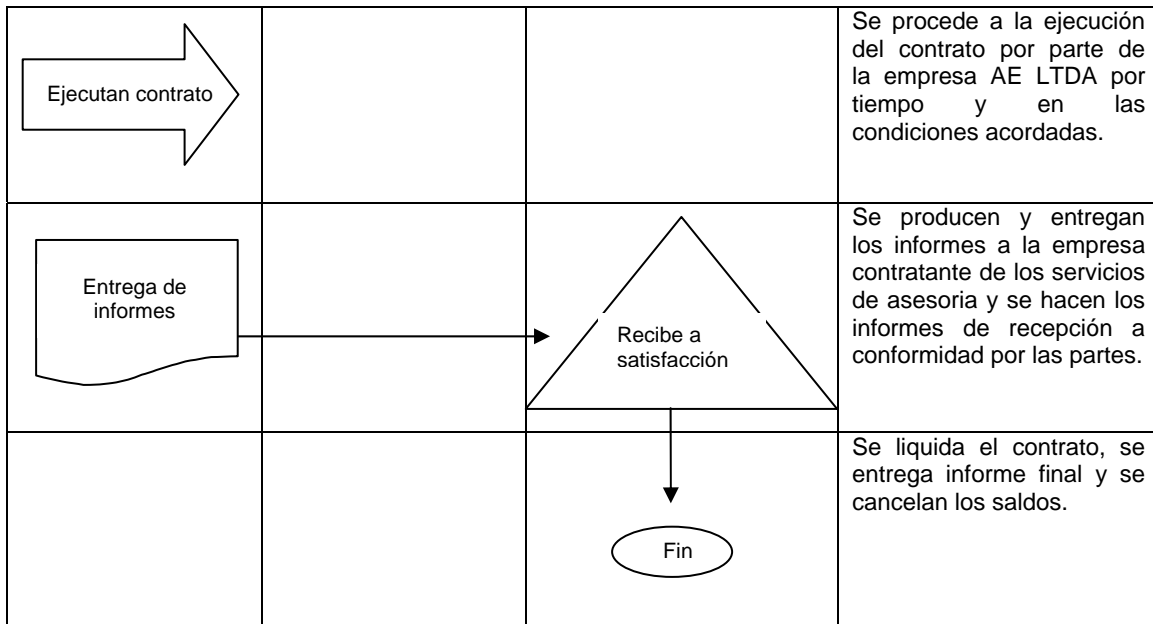 Ejecutan contrato
Se procede a la ejecución
del contrato por parte de
la empresa AE LTDA por
tiempo y en las
condiciones acordadas.
Entrega de
informes
Recibe a
satisfacción
Se producen y entregan
los informes a la empresa
contratante de los servicios
de asesoria y se hacen los
informes de recepción a
conformidad por las partes.
Fin
Se liquida el contrato, se
entrega informe final y se
cancelan los saldos.